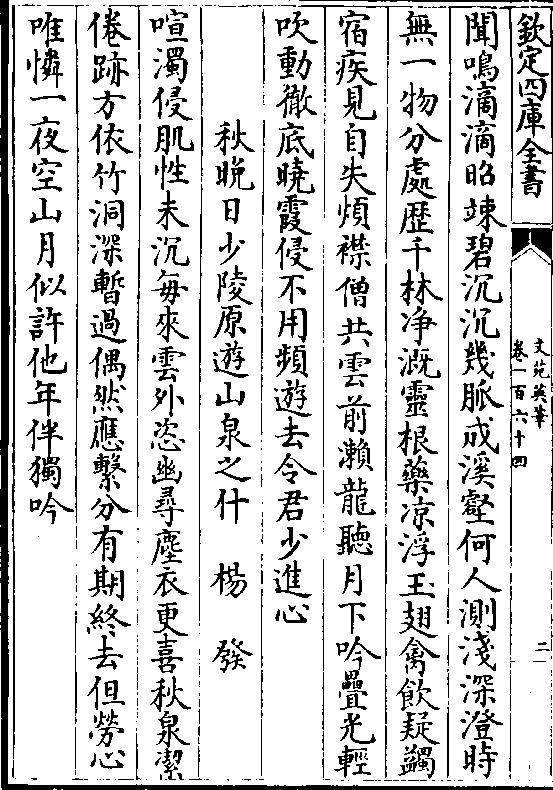 欽定四庫全書
文苑英華
卷一百六十四
二
聞鳴滴滴昭竦碧沉沉幾脈成溪壑何人測淺深澄時
無一物分處歴千林净溉靈根藥凉浮玉翅禽飲疑蠲
宿疾見自失煩襟僧共雲前瀨龍聽月下吟疊光輕
吹動徹底曉霞侵不用頻遊去令君少進心
秋晚日少陵原遊山泉之什 楊發
喧濁侵肌性未沉每來雲外恣幽尋塵衣更喜秋泉潔
倦跡方依竹洞深暫過偶然應繫分有期終去但勞心
唯憐一夜空山月似許他年伴獨吟